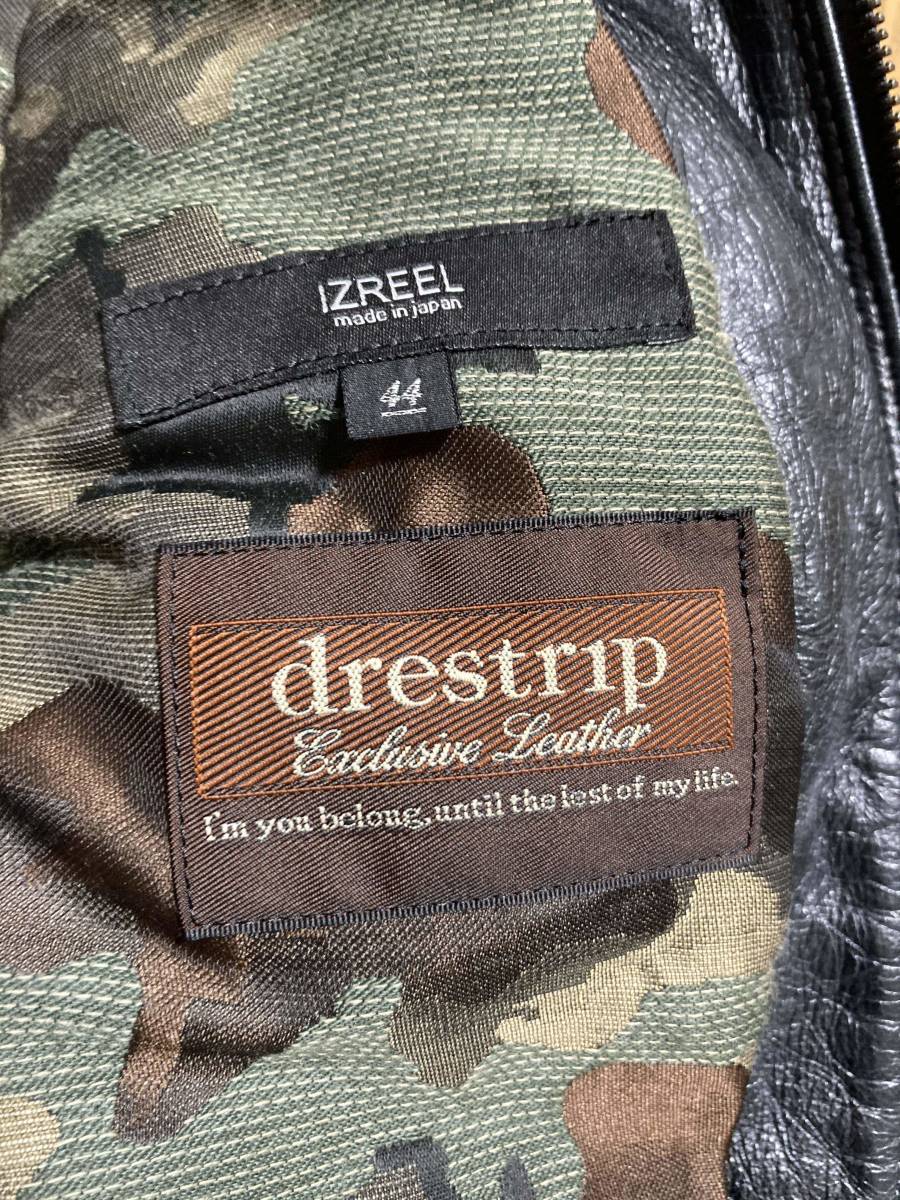 IZREEL
made in japan
44
drestrip
Exclusive Leather
I'm you belong,until the lest of my life.